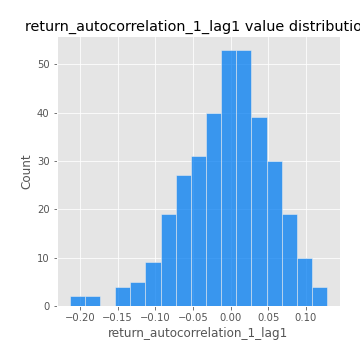 return_autocorrelation_1_lag1 value distributio
50
40
30
20
10
0
Count
−0.20 −0.15 −0.10 −0.05 0.00 0.05 0.10
return_autocorrelation_1_lag1